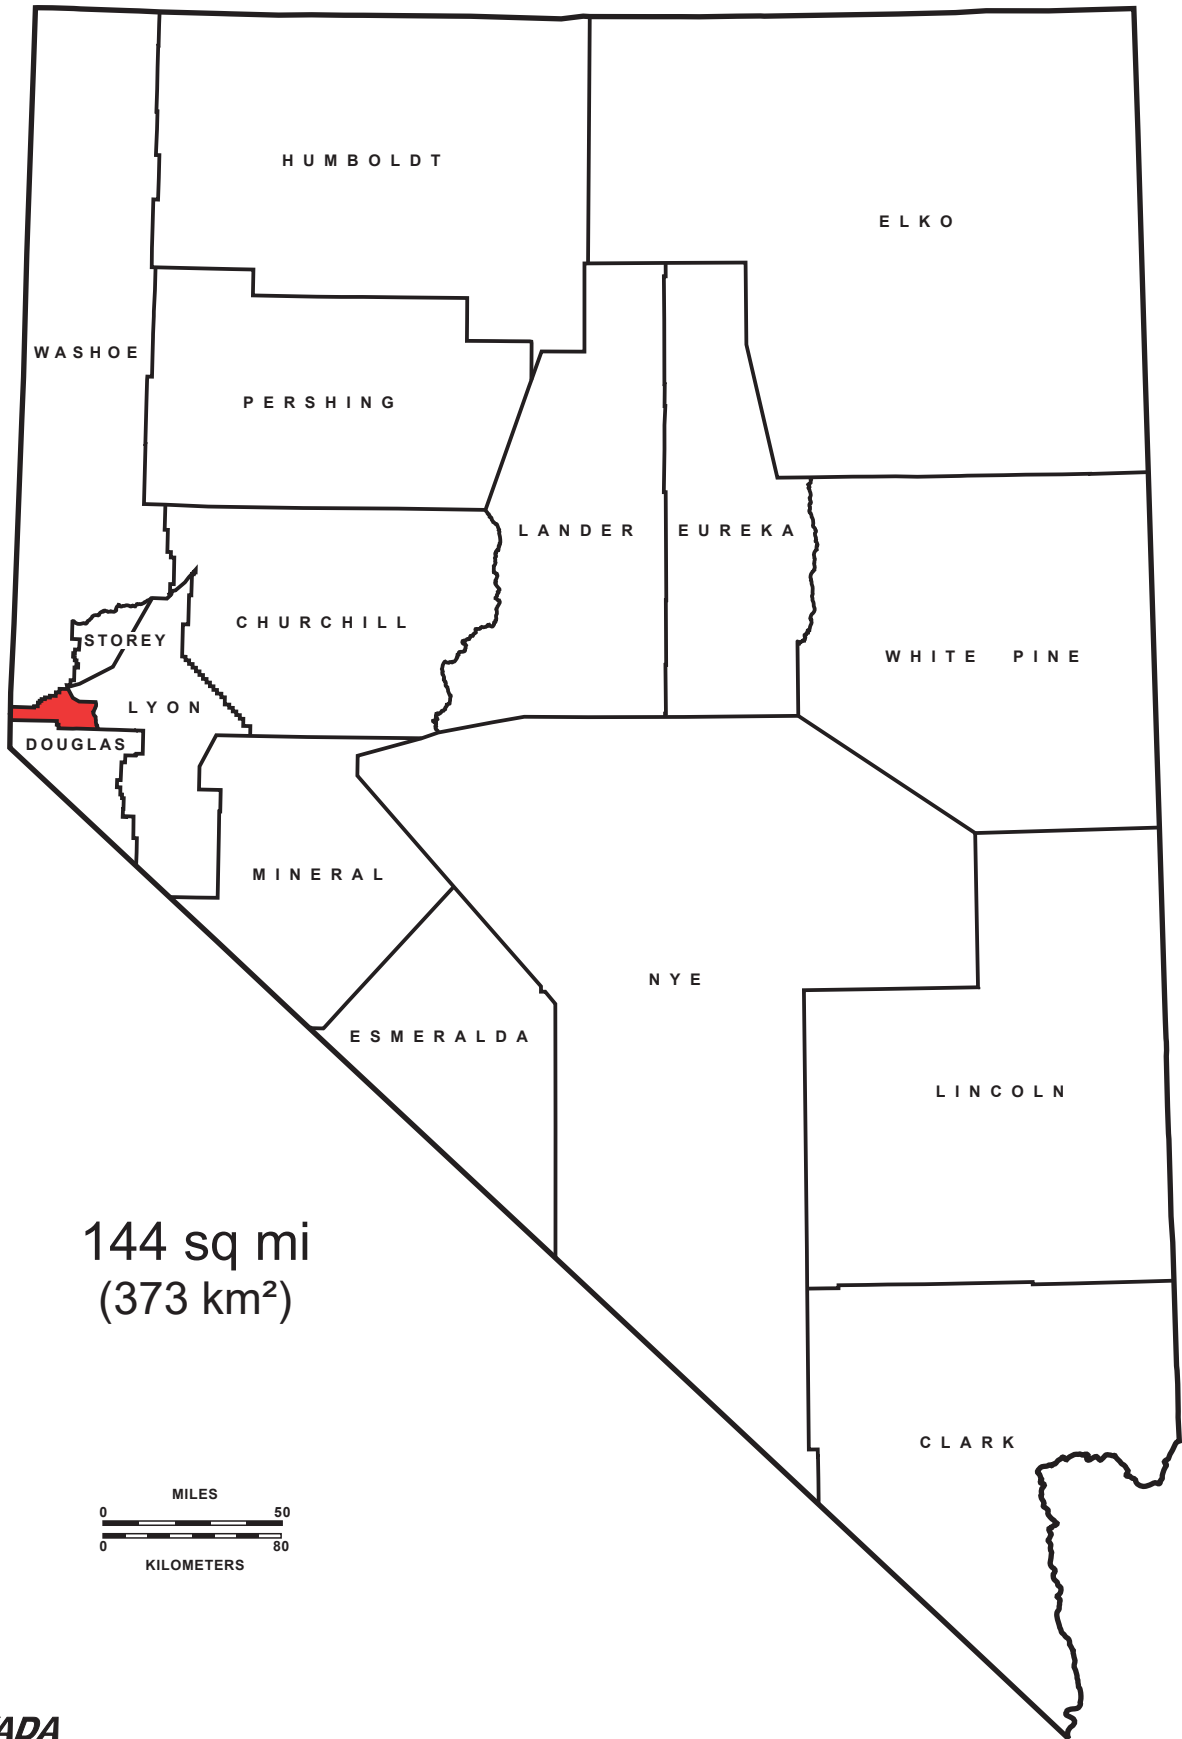 HUMBOLDT
ELKO
WASHOE
PERSHING
LANDER
EUREKA
CHURCHILL
STOREY
WHITE PINE
LYON
DOUGLAS
MINERAL
NYE
ESMERALDA
LINCOLN
144 sq mi
(373 km²)
CLARK
MILES
0 50
0 80
KILOMETERS
ADA